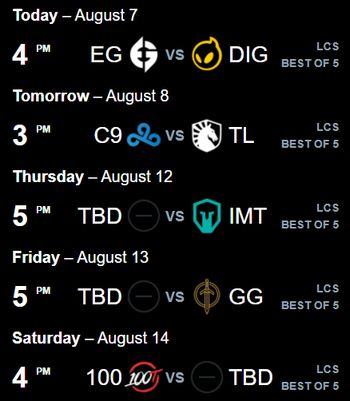 Today – August 7
4 PM EG VS DIG LCS BEST OF 5
Tomorrow – August 8
3 PM C9 VS TL LCS BEST OF 5
Thursday – August 12
5 PM TBD VS IMT LCS BEST OF 5
Friday – August 13
5 PM TBD VS GG LCS BEST OF 5
Saturday – August 14
4 PM 100 100T VS TBD LCS BEST OF 5